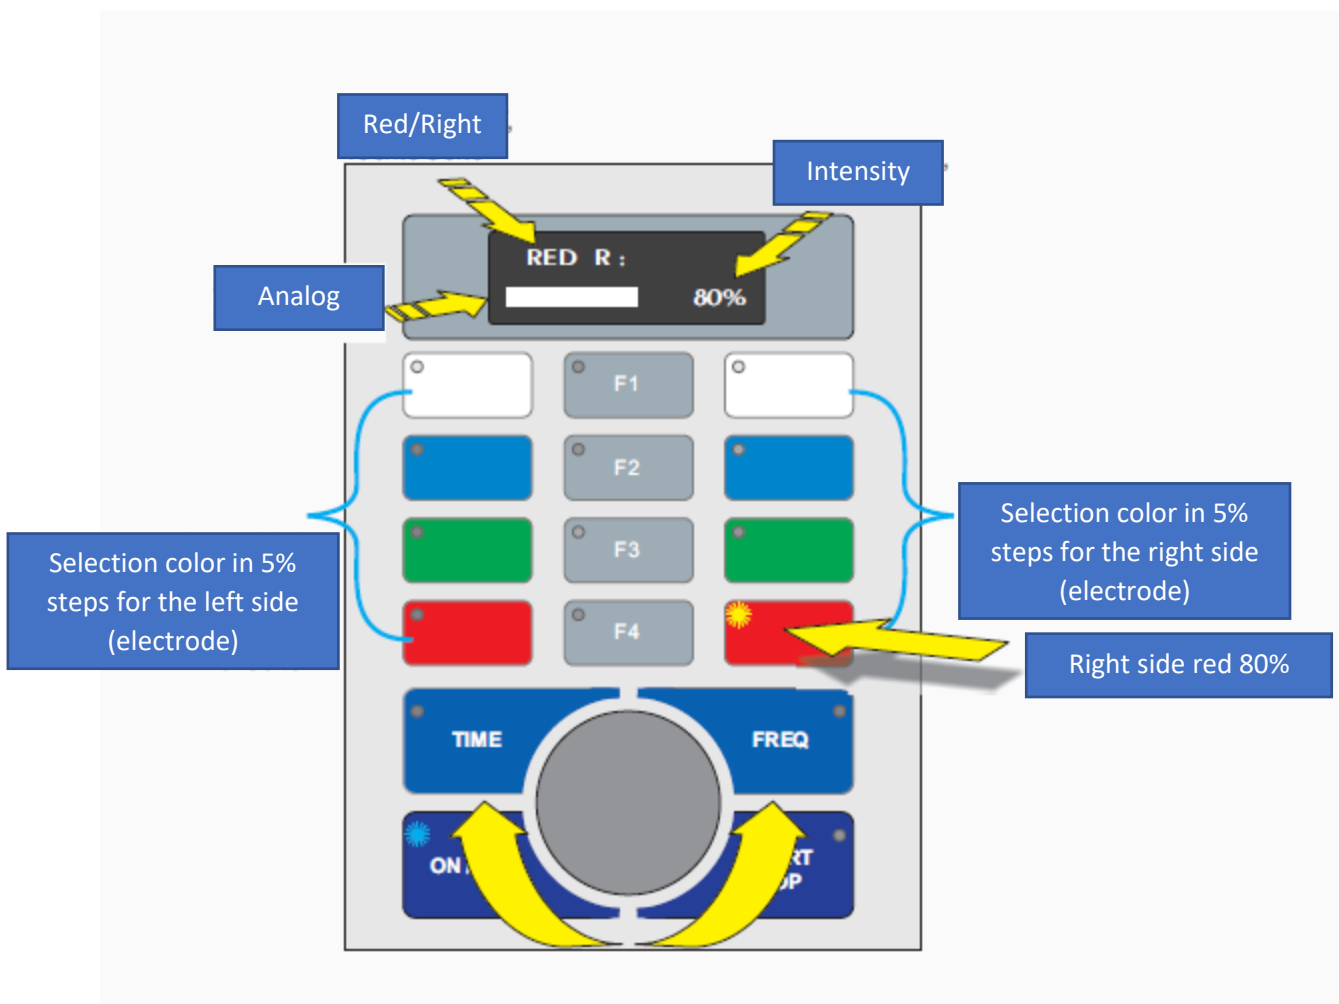 Red/Right
Intensity
RED R:
Analog
80%
F1
F2
F3
F4
Selection color in 5%
steps for the left side
(electrode)
Selection color in 5%
steps for the right side
(electrode)
Right side red 80%
TIME
FREQ
ON